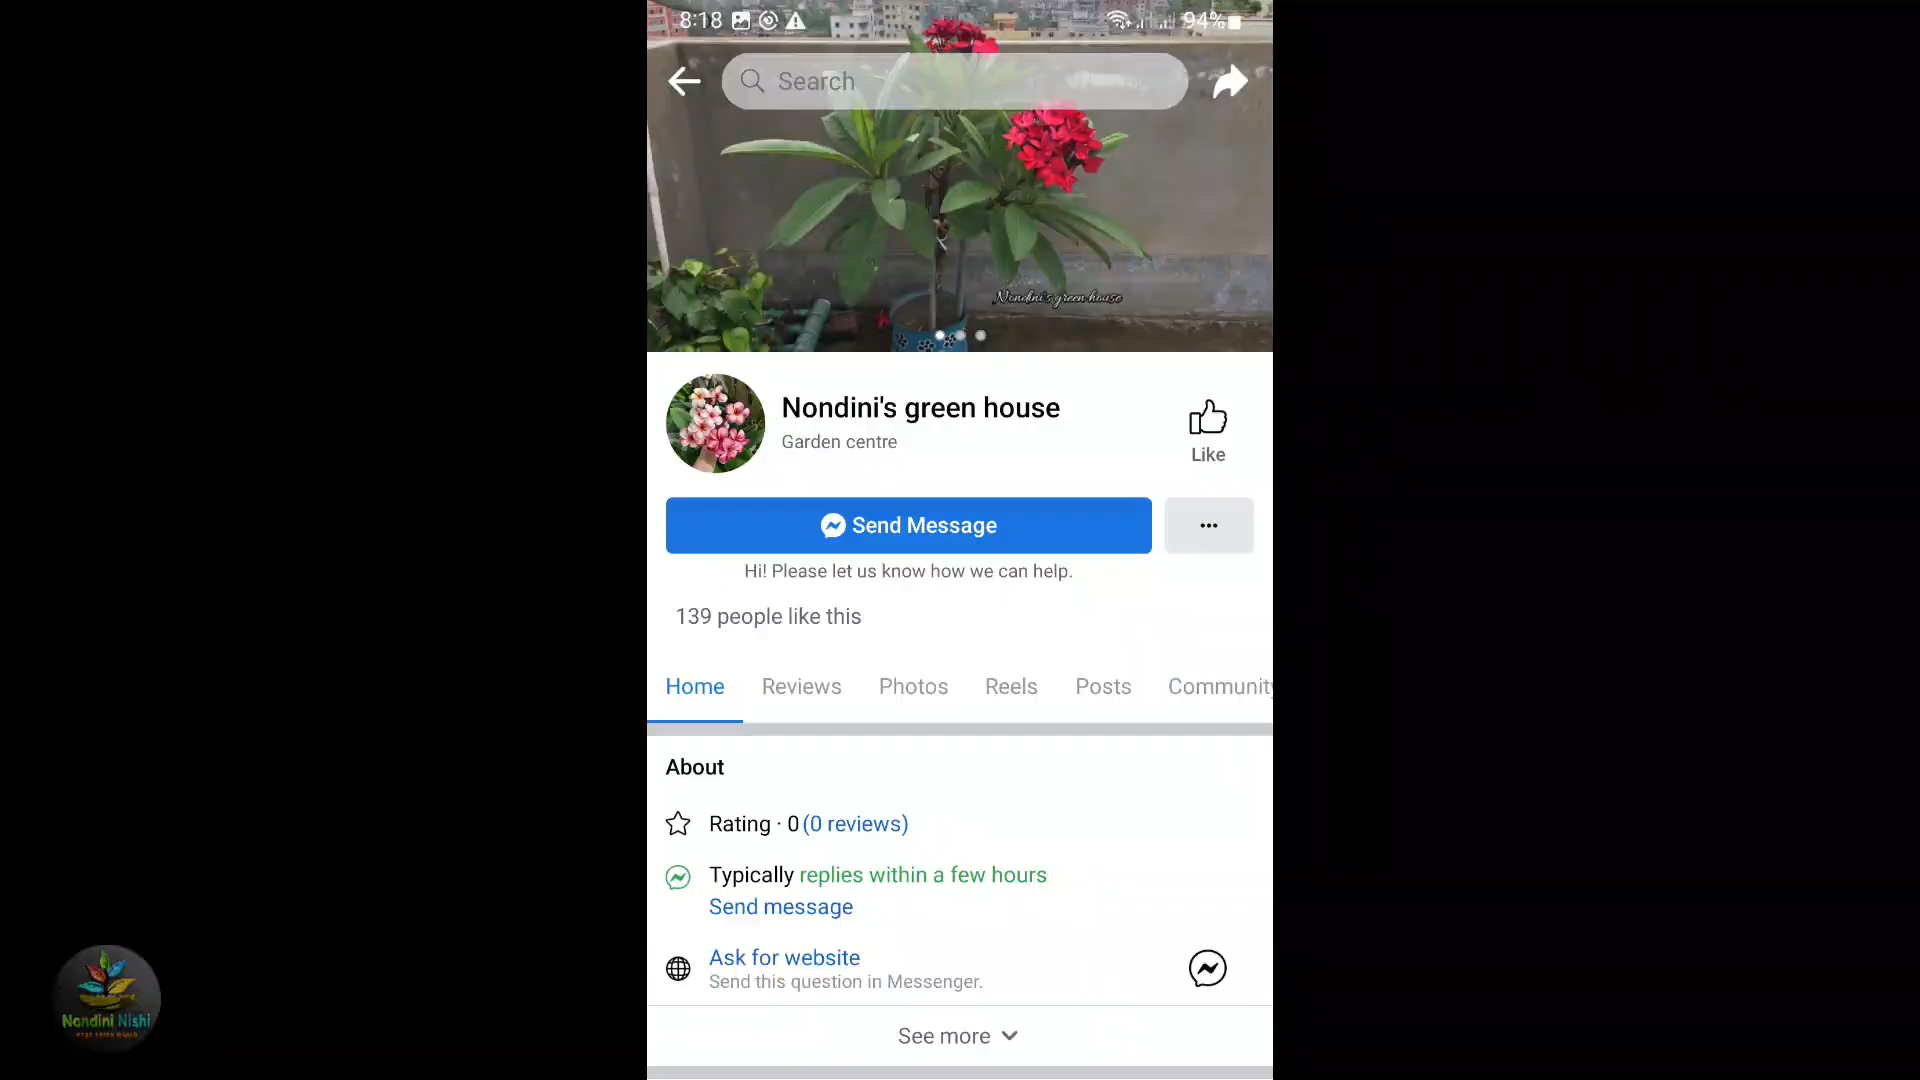 8:18
94%
Search
Nondini's green house
Nondini's green house
Garden centre
Like
Send Message
Hi! Please let us know how we can help.
139 people like this
Home Reviews Photos Reels Posts Community
About
Rating · 0 (0 reviews)
Typically replies within a few hours
Send message
Ask for website
Send this question in Messenger.
See more
Nandini Nishi